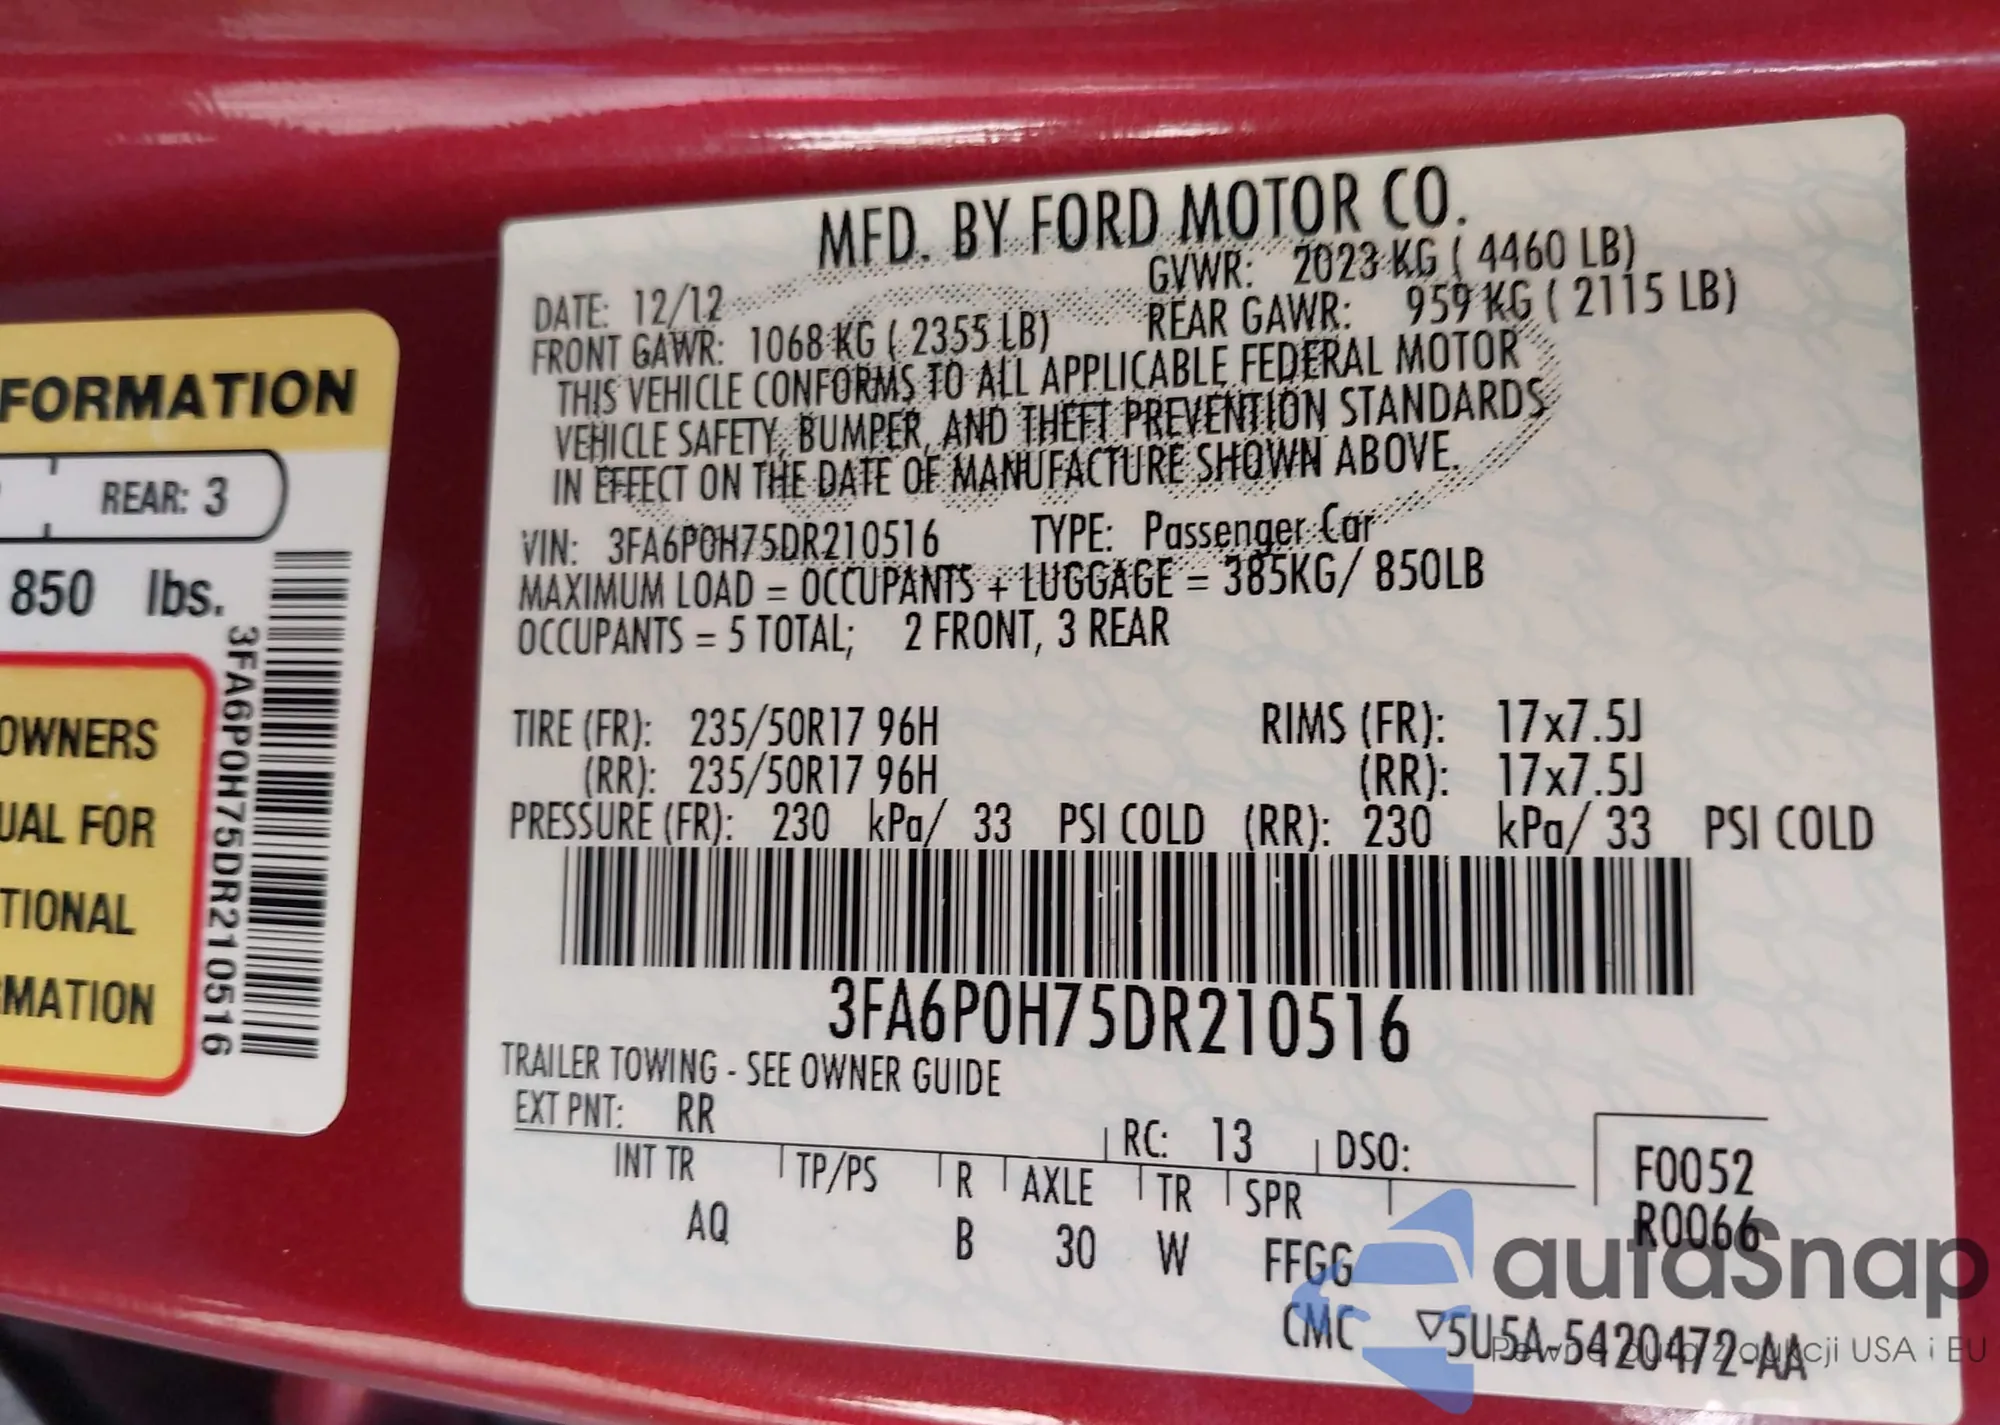 FORMATION
REAR: 3
850 lbs.
OWNERS
UAL FOR
TIONAL
MATION
3FA6P0H75DR210516
MFD. BY FORD MOTOR CO.
DATE: 12/12 GVWR: 2023 KG ( 4460 LB)
FRONT GAWR: 1068 KG ( 2355 LB) REAR GAWR: 959 KG ( 2115 LB)
THIS VEHICLE CONFORMS TO ALL APPLICABLE FEDERAL MOTOR
VEHICLE SAFETY, BUMPER, AND THEFT PREVENTION STANDARDS
IN EFFECT ON THE DATE OF MANUFACTURE SHOWN ABOVE.
VIN: 3FA6P0H75DR210516 TYPE: Passenger Car
MAXIMUM LOAD = OCCUPANTS + LUGGAGE = 385KG/ 850LB
OCCUPANTS = 5 TOTAL; 2 FRONT, 3 REAR
TIRE (FR): 235/50R17 96H RIMS (FR): 17x7.5J
(RR): 235/50R17 96H (RR): 17x7.5J
PRESSURE (FR): 230 kPa/ 33 PSI COLD (RR): 230 kPa/ 33 PSI COLD
3FA6P0H75DR210516
TRAILER TOWING - SEE OWNER GUIDE
EXT PNT: RR RC: 13 DSO:
INT TR TP/PS R AXLE TR SPR
AQ B 30 W FFGG
F0052
R0066
CMC ▽5U5A-5420472-AA
autaSnap
Pewne auta z aukcji USA i EU